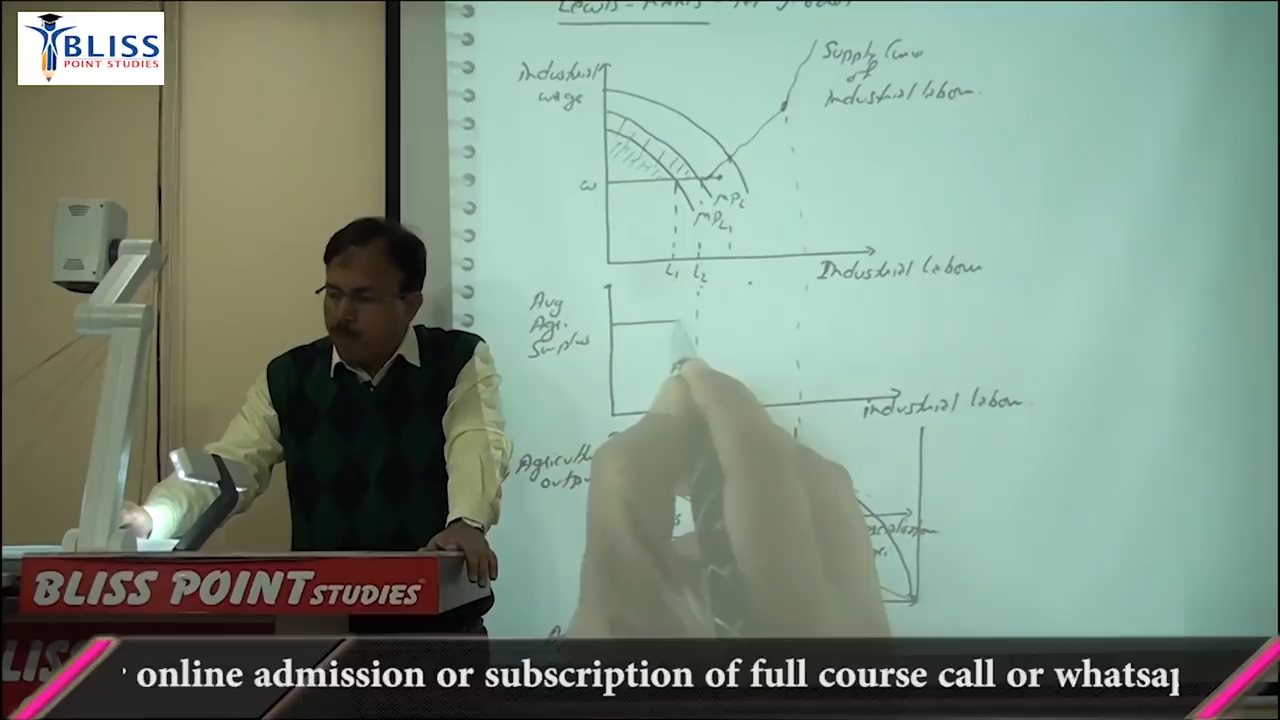 BLISS
POINT STUDIES
Supply Curve
of
Industrial labour
Industrial
wage
w
MPL
MPL1
L1 L2
Industrial labour
Avg
Agri.
Surplus
industrial labour
BLISS POINT STUDIES
online admission or subscription of full course call or whatsap